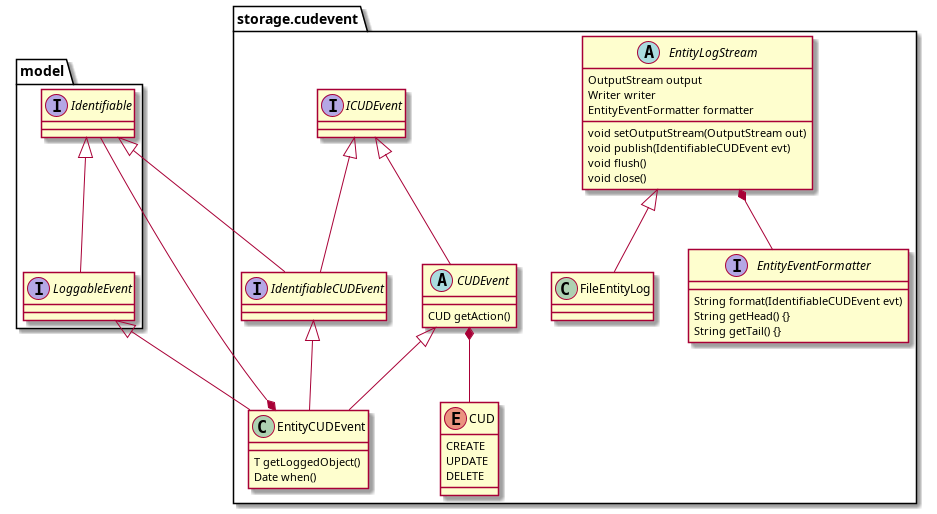 storage.cudevent
A EntityLogStream
OutputStream output
Writer writer
EntityEventFormatter formatter
void setOutputStream(OutputStream out)
void publish(IdentifiableCUDEvent evt)
void flush()
void close()
model
I Identifiable
I ICUDEvent
I LoggableEvent
I IdentifiableCUDEvent
A CUDEvent
CUD getAction()
C FileEntityLog
I EntityEventFormatter
String format(IdentifiableCUDEvent evt)
String getHead() {}
String getTail() {}
C EntityCUDEvent
T getLoggedObject()
Date when()
E CUD
CREATE
UPDATE
DELETE